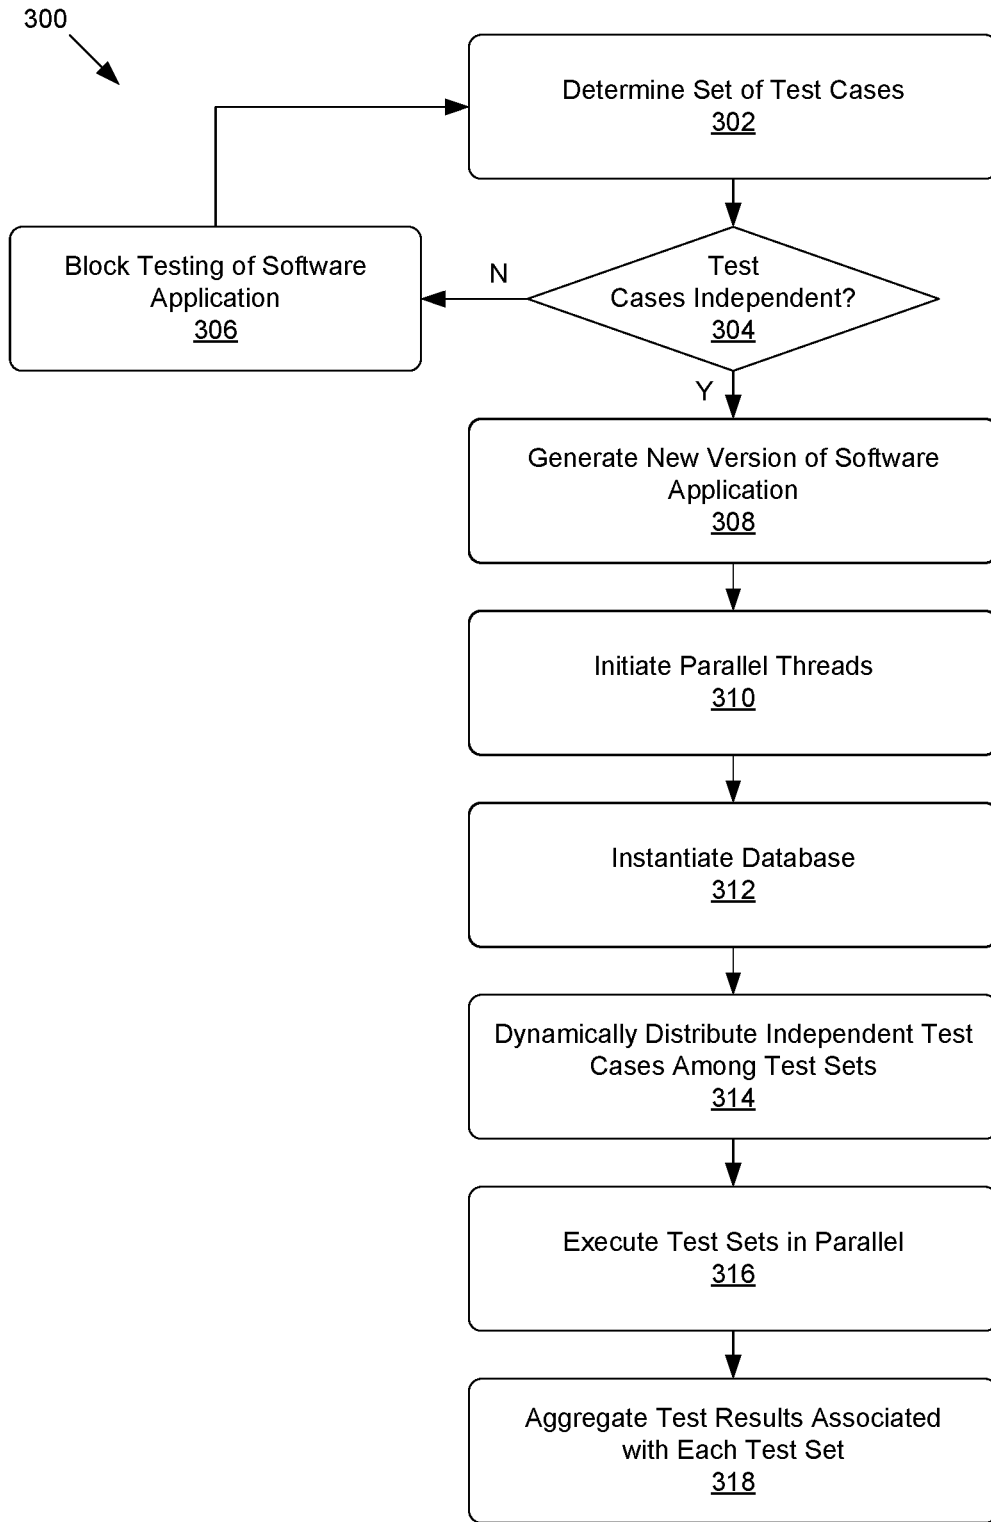 300
Determine Set of Test Cases
302
Test
Cases Independent?
304
N
Block Testing of Software
Application
306
Y
Generate New Version of Software
Application
308
Initiate Parallel Threads
310
Instantiate Database
312
Dynamically Distribute Independent Test
Cases Among Test Sets
314
Execute Test Sets in Parallel
316
Aggregate Test Results Associated
with Each Test Set
318